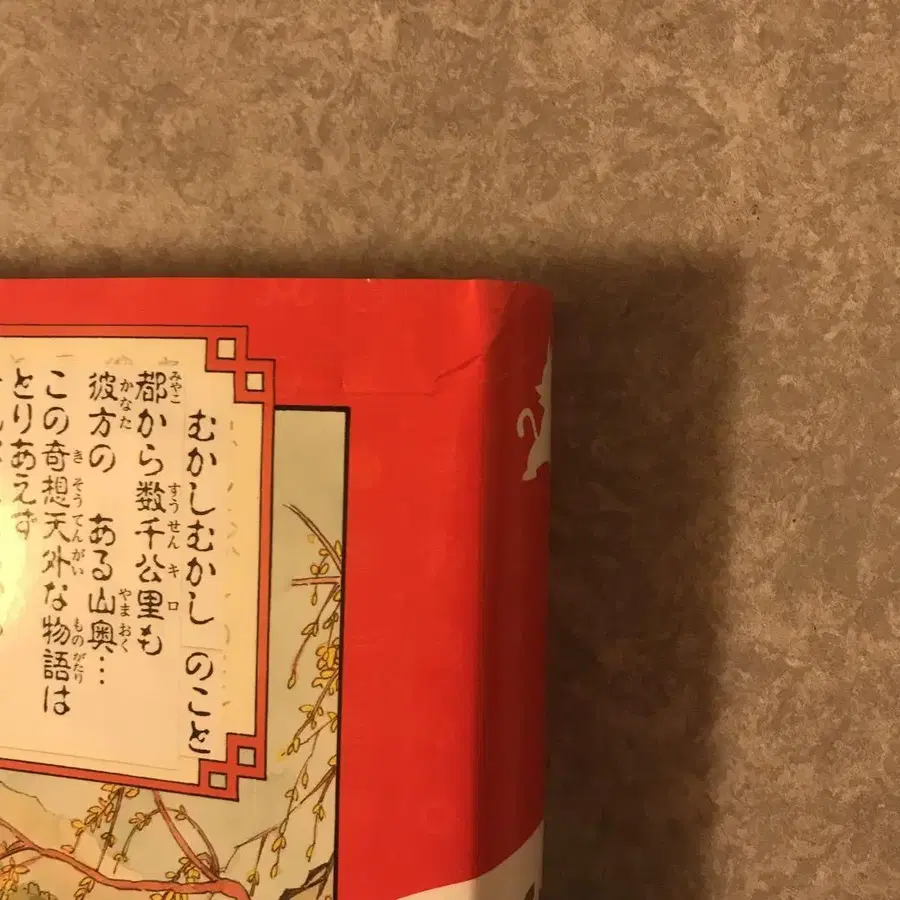 むかしむかし のこと
都から数千公里も
彼方の ある山奥…
この奇想天外な物語は
とりあえず